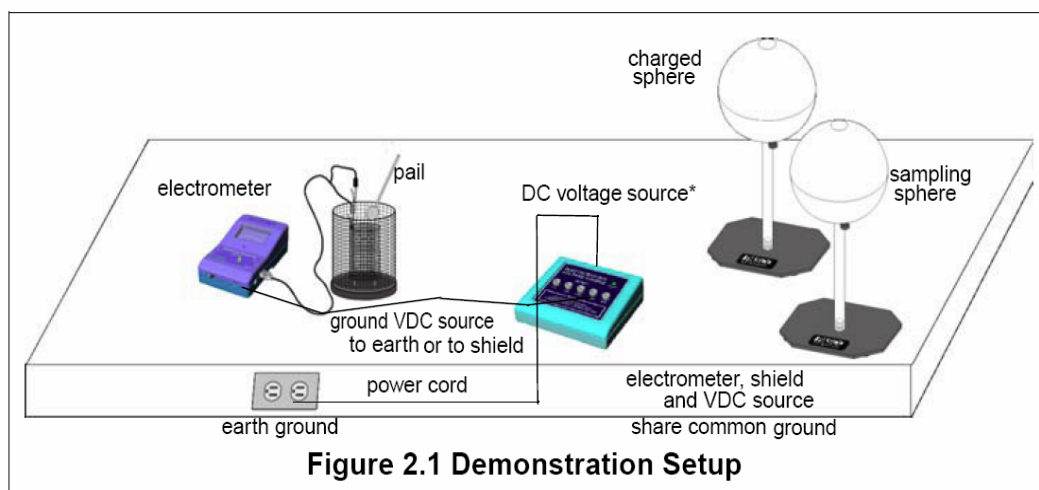 charged
sphere
pail
electrometer
DC voltage source*
sampling
sphere
ground VDC source
to earth or to shield
power cord
electrometer, shield
and VDC source
earth ground
share common ground
Figure 2.1 Demonstration Setup